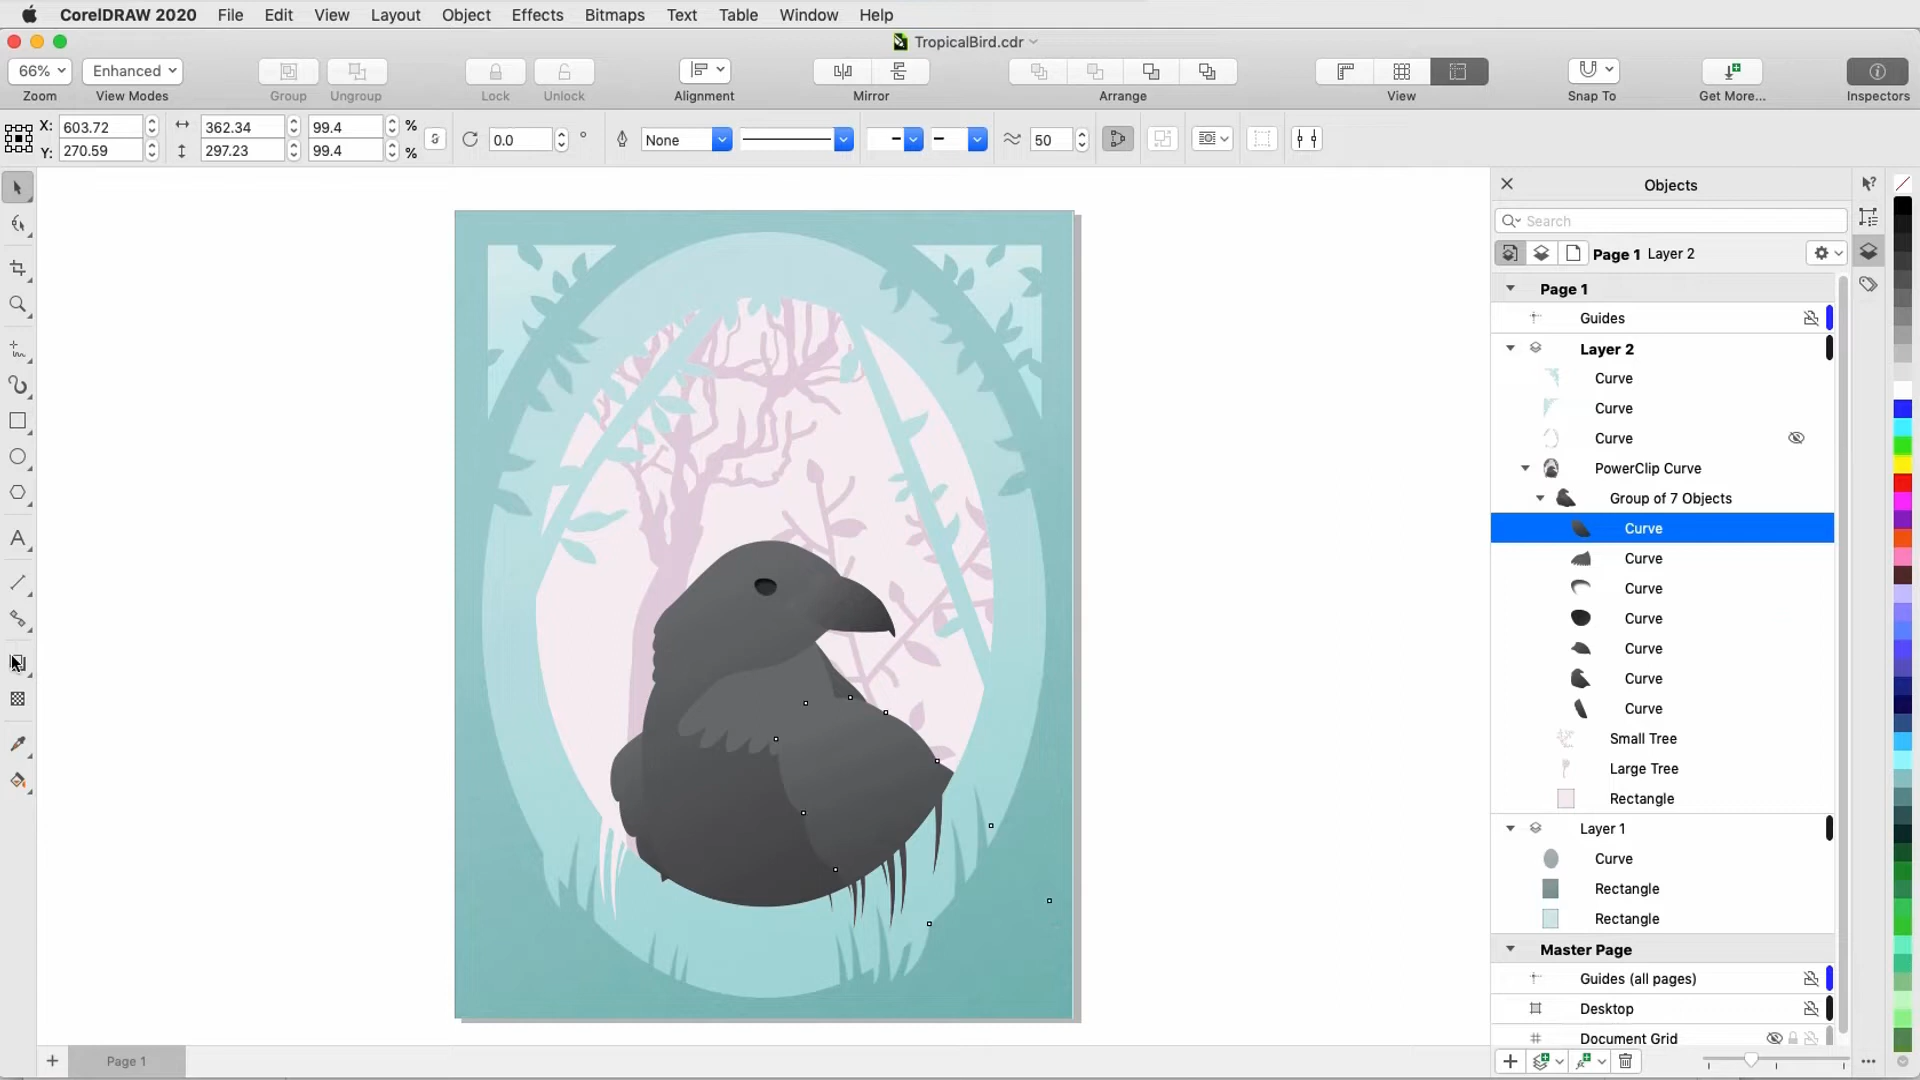 CorelDRAW 2020 File Edit View Layout Object Effects Bitmaps Text Table Window Help
TropicalBird.cdr
66% Enhanced
Zoom View Modes Group Ungroup Lock Unlock Alignment Mirror Arrange View Snap To Get More... Inspectors
X: 603.72 362.34 99.4 % 0.0 ° None 50
Y: 270.59 297.23 99.4 %
Objects
Search
Page 1 Layer 2
Page 1
Guides
Layer 2
Curve
Curve
Curve
PowerClip Curve
Group of 7 Objects
Curve
Curve
Curve
Curve
Curve
Curve
Curve
Small Tree
Large Tree
Rectangle
Layer 1
Curve
Rectangle
Rectangle
Master Page
Guides (all pages)
Desktop
Document Grid
Page 1